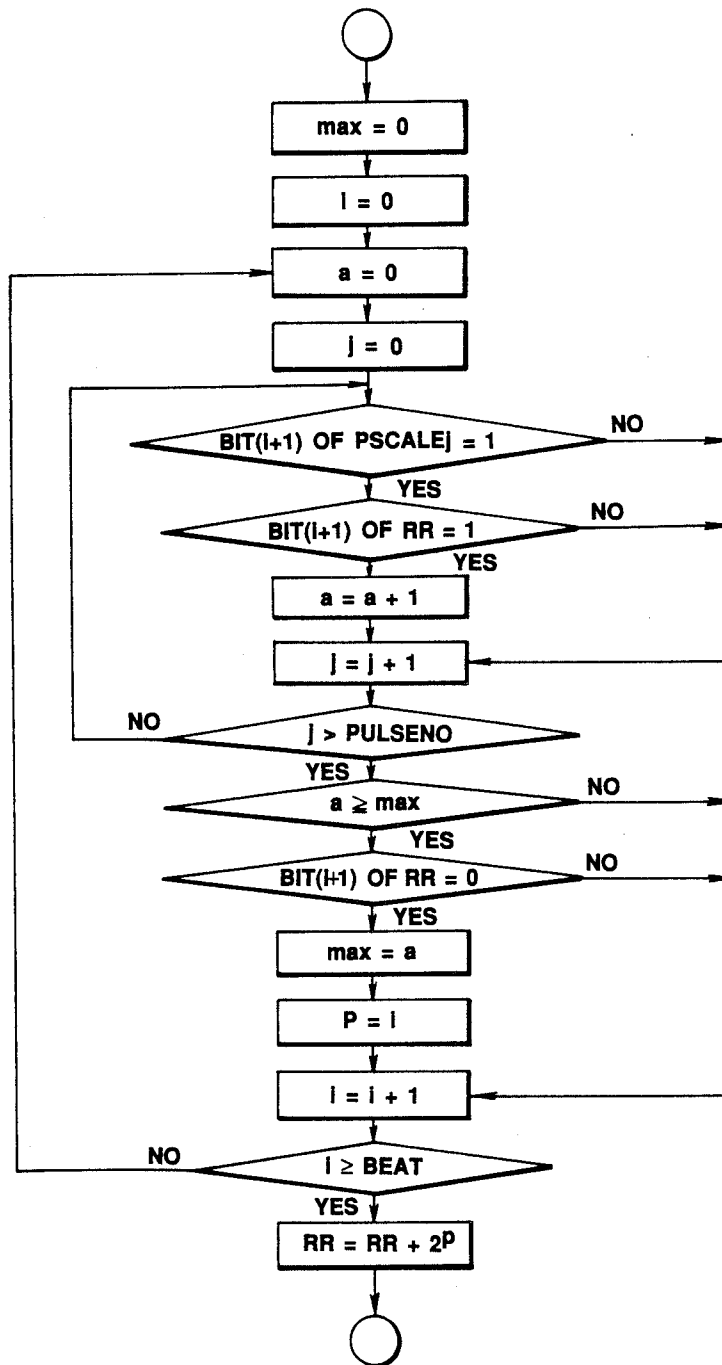 max = 0
i = 0
a = 0
j = 0
BIT(i+1) OF PSCALEj = 1
NO
YES
BIT(i+1) OF RR = 1
NO
YES
a = a + 1
j = j + 1
NO
j > PULSENO
YES
a ≧ max
NO
YES
BIT(i+1) OF RR = 0
NO
YES
max = a
P = i
i = i + 1
NO
i ≥ BEAT
YES
RR = RR + 2^p